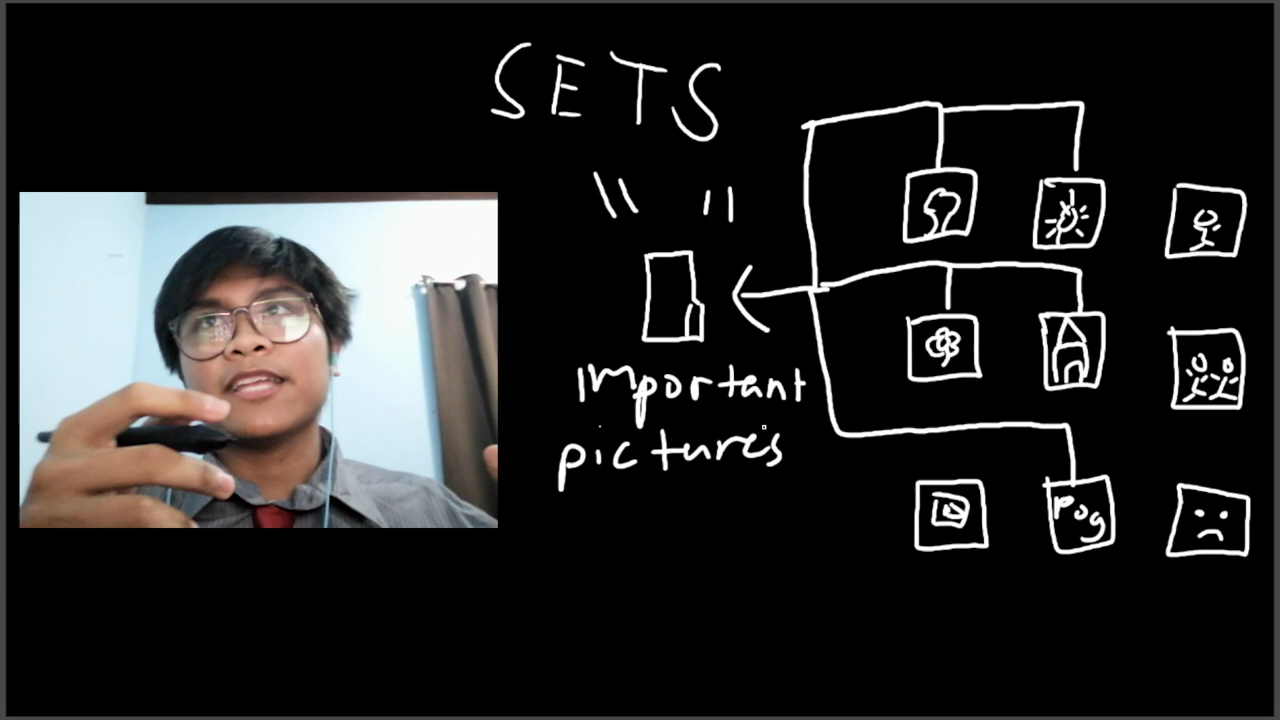 SETS
" "
important
pictures
pog